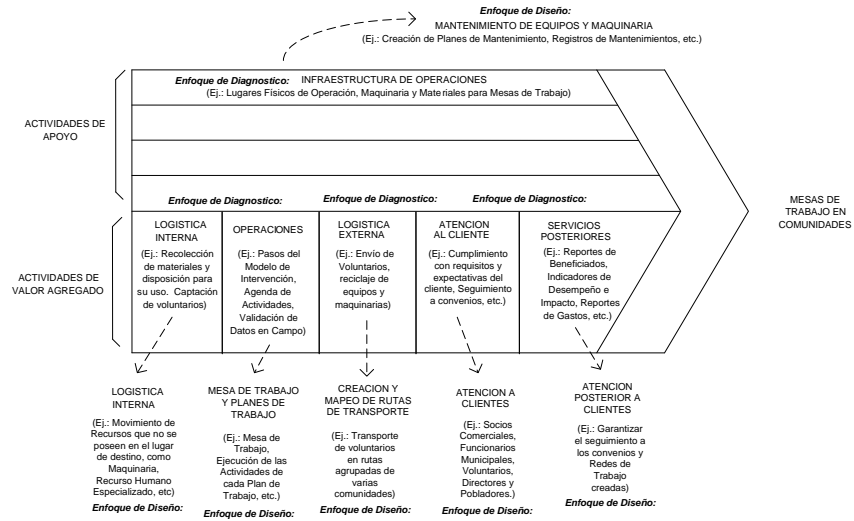 Enfoque de Diseño:
MANTENIMIENTO DE EQUIPOS Y MAQUINARIA
(Ej.: Creación de Planes de Mantenimiento, Registros de Mantenimientos, etc.)
Enfoque de Diagnostico: INFRAESTRUCTURA DE OPERACIONES
(Ej.: Lugares Físicos de Operación, Maquinaria y Materiales para Mesas de Trabajo)
ACTIVIDADES DE
APOYO
Enfoque de Diagnostico:
Enfoque de Diagnostico:
Enfoque de Diagnostico:
MESAS DE
TRABAJO EN
COMUNIDADES
ACTIVIDADES DE
VALOR AGREGADO
LOGISTICA
INTERNA
(Ej.: Recolección
de materiales y
disposición para
su uso. Captación
de voluntarios)
OPERACIONES
(Ej.: Pasos del
Modelo de
Intervención,
Agenda de
Actividades,
Validación de
Datos en Campo)
LOGISTICA
EXTERNA
(Ej.: Envío de
Voluntarios,
reciclaje de
equipos y
maquinarias)
ATENCION
AL CLIENTE
(Ej.: Cumplimiento
con requisitos y
expectativas del
cliente, Seguimiento
a convenios, etc.)
SERVICIOS
POSTERIORES
(Ej.: Reportes de
Beneficiados,
Indicadores de
Desempeño e
Impacto, Reportes
de Gastos, etc.)
LOGISTICA
INTERNA
(Ej.: Movimiento de
Recursos que no se
poseen en el lugar
de destino, como
Maquinaria,
Recurso Humano
Especializado, etc)
Enfoque de Diseño:
MESA DE TRABAJO
Y PLANES DE
TRABAJO
(Ej.: Mesa de
Trabajo,
Ejecución de las
Actividades de
cada Plan de
Trabajo, etc.)
Enfoque de Diseño:
CREACION Y
MAPEO DE RUTAS
DE TRANSPORTE
(Ej.: Transporte
de voluntarios
en rutas
agrupadas de
varias
comunidades)
Enfoque de Diseño:
ATENCION A
CLIENTES
(Ej.: Socios
Comerciales,
Funcionarios
Municipales,
Voluntarios,
Directores y
Pobladores.)
Enfoque de Diseño:
ATENCION
POSTERIOR A
CLIENTES
(Ej.: Garantizar
el seguimiento a
los convenios y
Redes de
Trabajo
creadas)
Enfoque de Diseño: